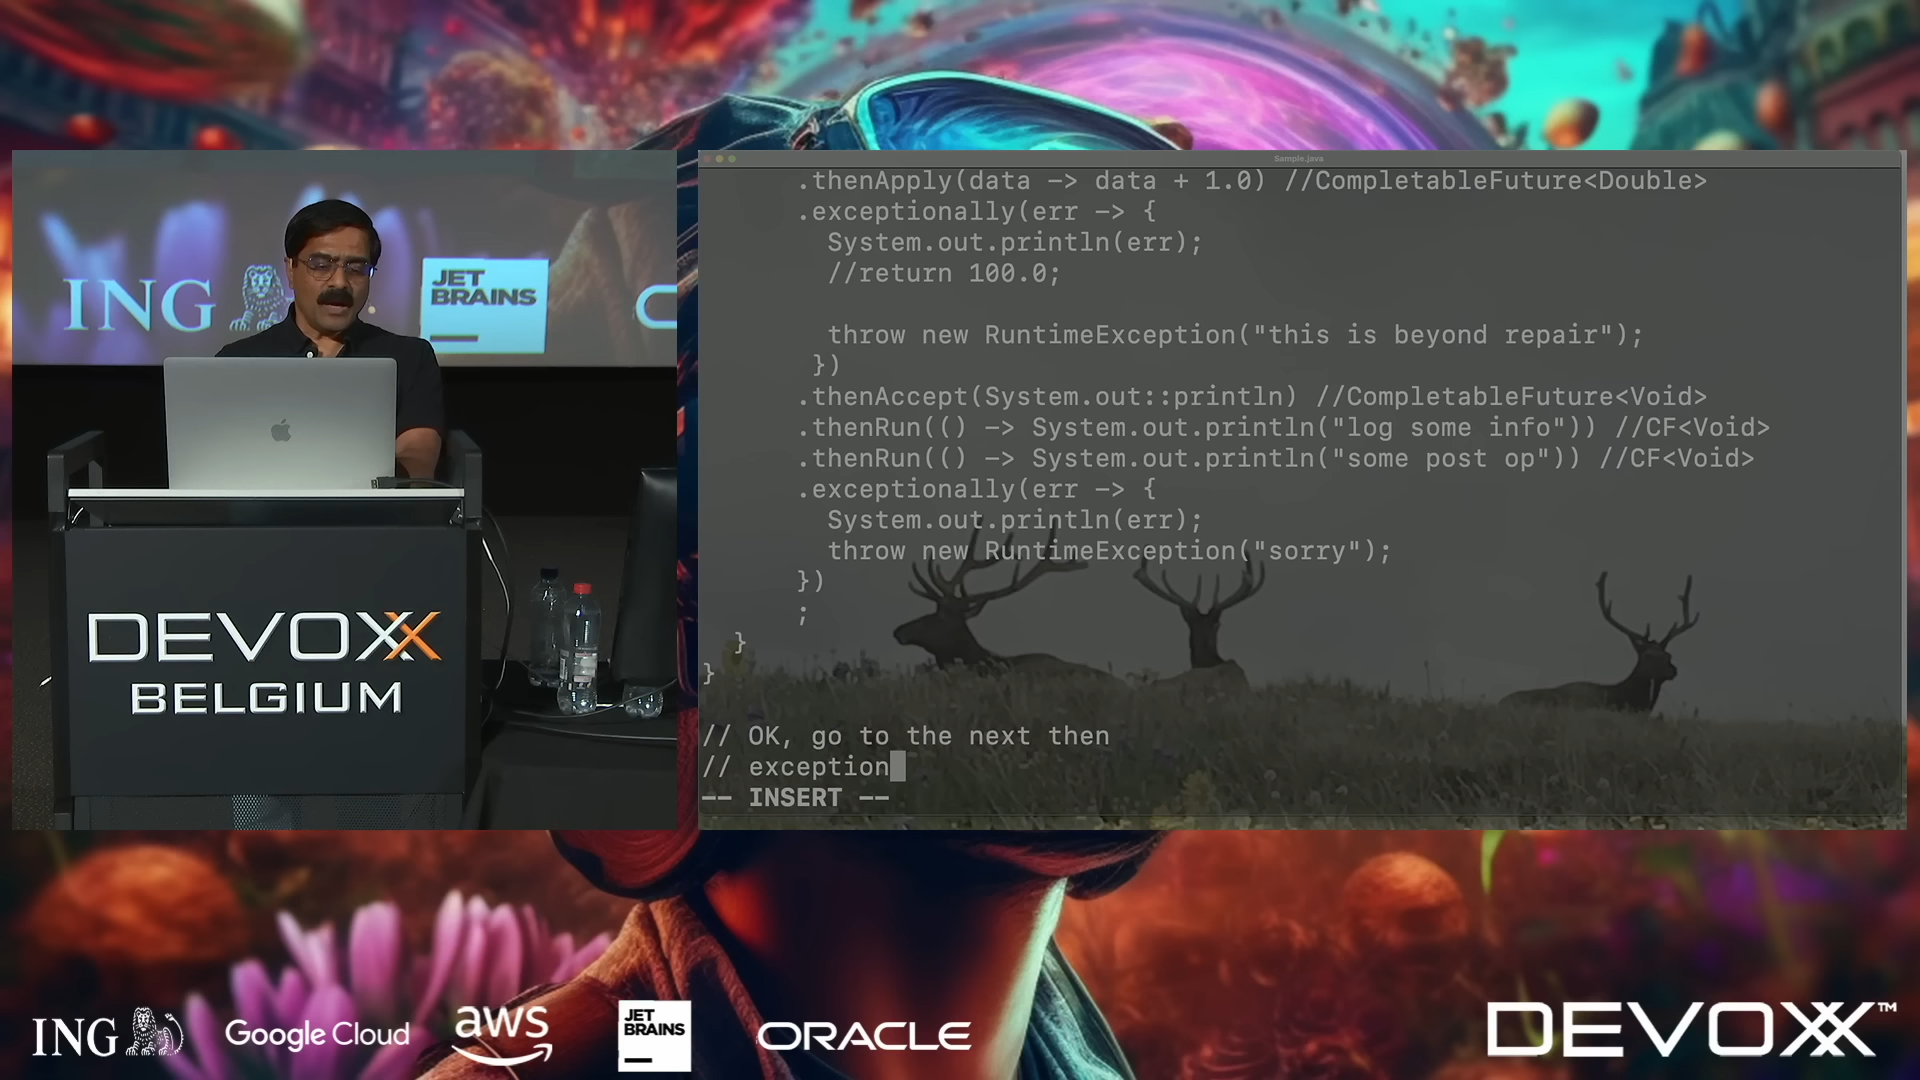 ING
JET
BRAINS
DEVOXX
BELGIUM
Sample.java
.thenApply(data -> data + 1.0) //CompletableFuture<Double>
.exceptionally(err -> {
System.out.println(err);
//return 100.0;
throw new RuntimeException("this is beyond repair");
})
.thenAccept(System.out::println) //CompletableFuture<Void>
.thenRun(() -> System.out.println("log some info")) //CF<Void>
.thenRun(() -> System.out.println("some post op")) //CF<Void>
.exceptionally(err -> {
System.out.println(err);
throw new RuntimeException("sorry");
})
;
}
}
// OK, go to the next then
// exception
-- INSERT --
ING
Google Cloud
aws
JET
BRAINS
ORACLE
DEVOXX™